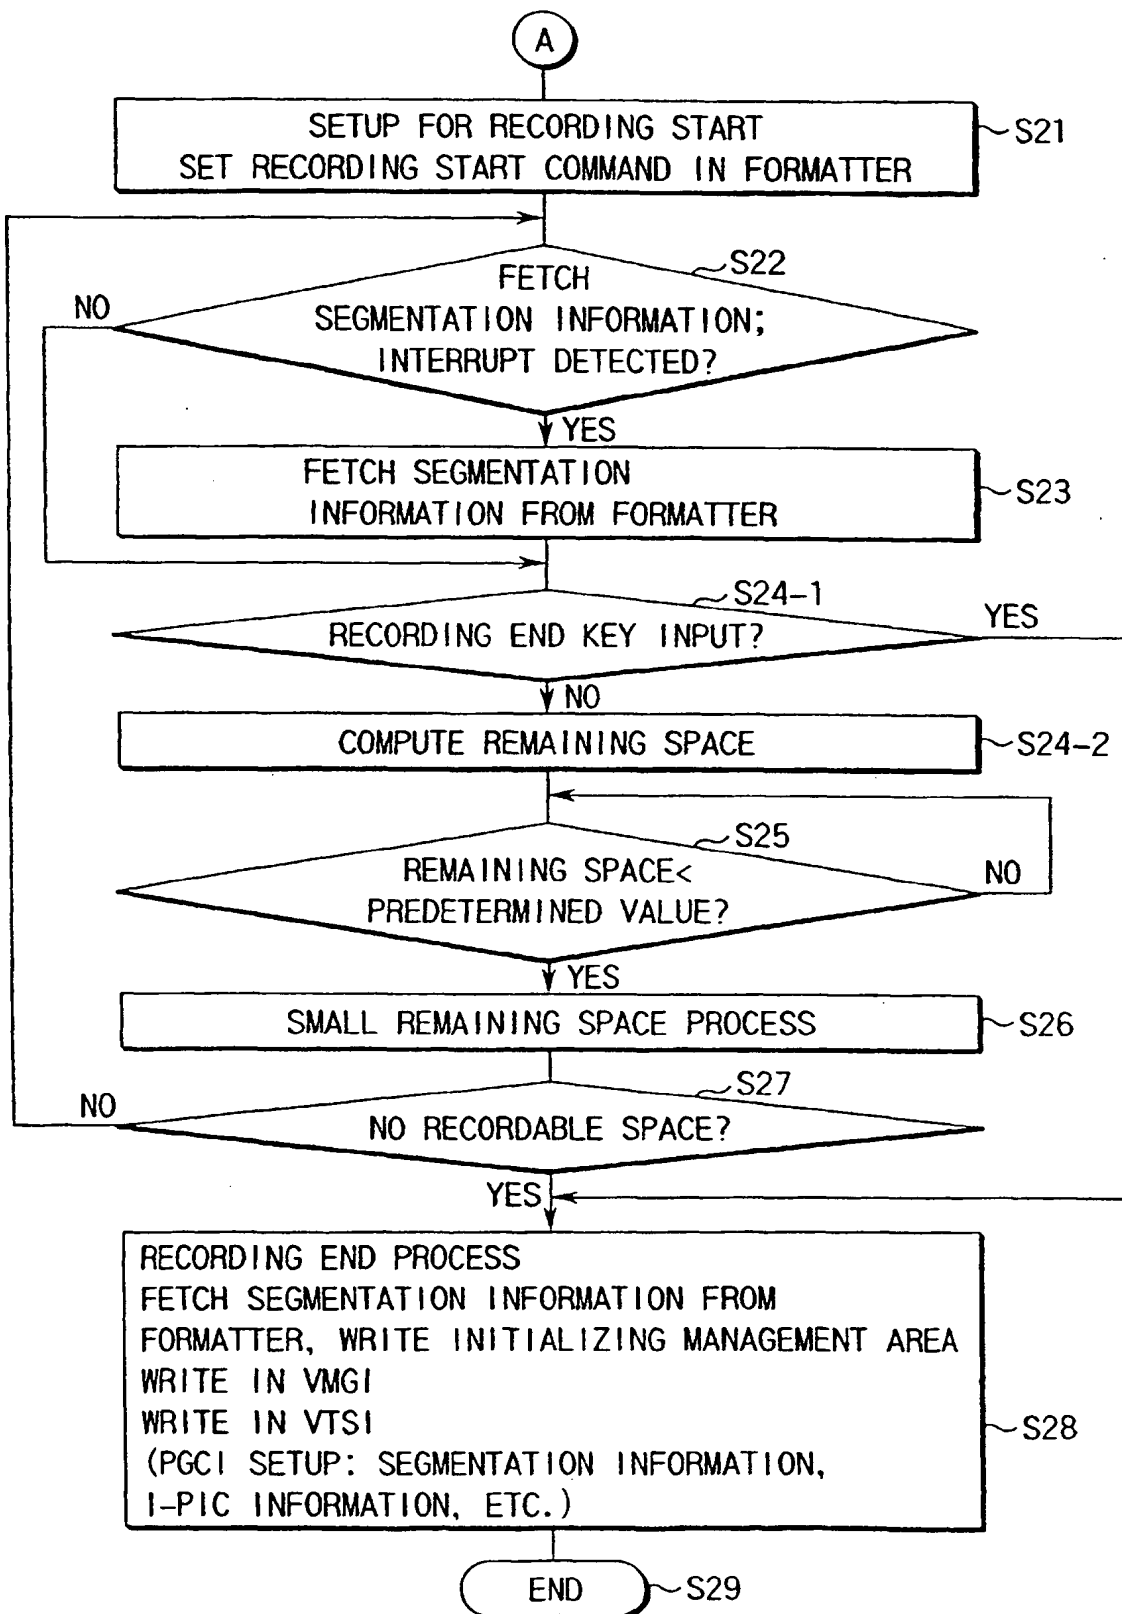 A
SETUP FOR RECORDING START
SET RECORDING START COMMAND IN FORMATTER
S21
S22
FETCH
SEGMENTATION INFORMATION;
INTERRUPT DETECTED?
NO
YES
FETCH SEGMENTATION
INFORMATION FROM FORMATTER
S23
S24-1
RECORDING END KEY INPUT?
YES
NO
COMPUTE REMAINING SPACE
S24-2
S25
REMAINING SPACE<
PREDETERMINED VALUE?
NO
YES
SMALL REMAINING SPACE PROCESS
S26
S27
NO RECORDABLE SPACE?
NO
YES
RECORDING END PROCESS
FETCH SEGMENTATION INFORMATION FROM
FORMATTER, WRITE INITIALIZING MANAGEMENT AREA
WRITE IN VMGI
WRITE IN VTSI
(PGCI SETUP: SEGMENTATION INFORMATION,
I-PIC INFORMATION, ETC.)
S28
END
S29